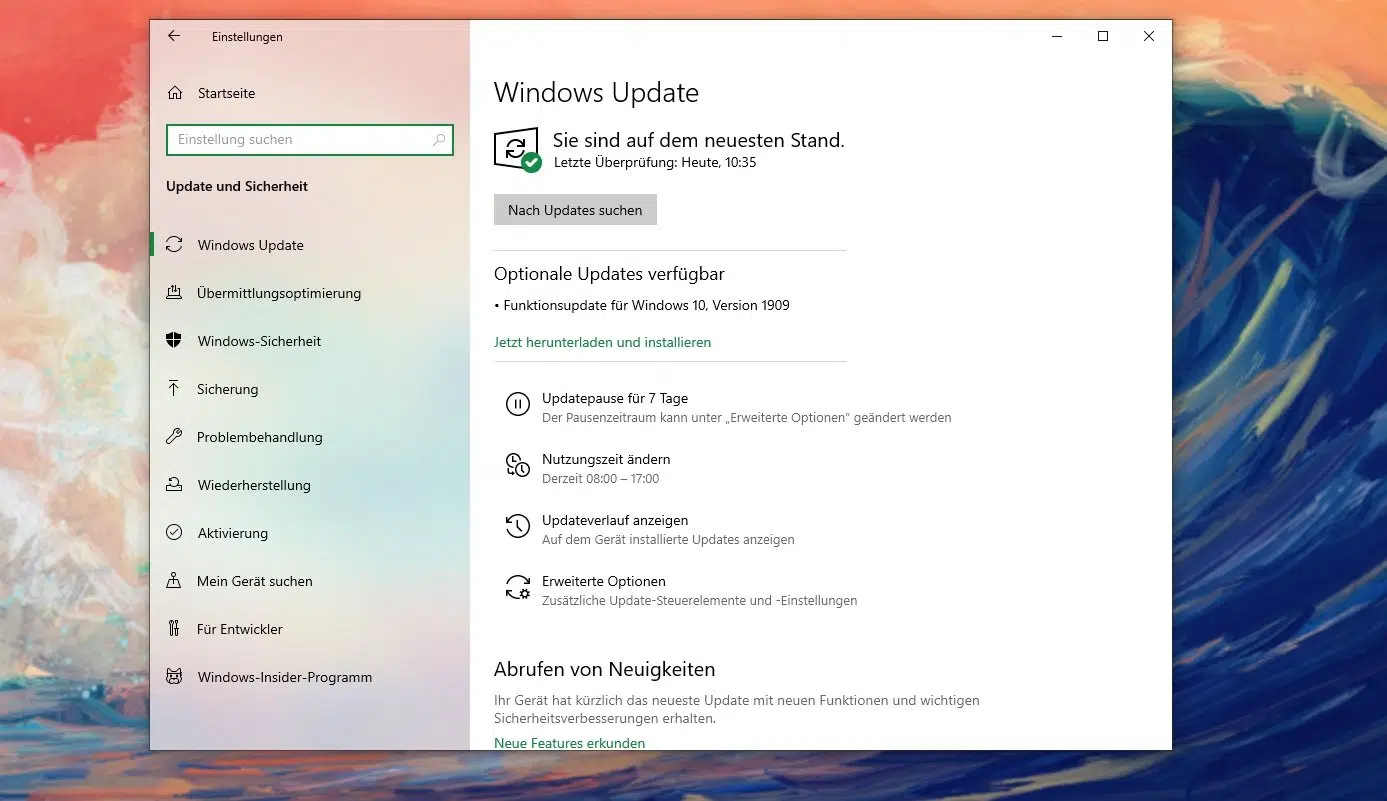 Einstellungen
Startseite
Einstellung suchen
Update und Sicherheit
Windows Update
Übermittlungsoptimierung
Windows-Sicherheit
Sicherung
Problembehandlung
Wiederherstellung
Aktivierung
Mein Gerät suchen
Für Entwickler
Windows-Insider-Programm
Windows Update
Sie sind auf dem neuesten Stand.
Letzte Überprüfung: Heute, 10:35
Nach Updates suchen
Optionale Updates verfügbar
• Funktionsupdate für Windows 10, Version 1909
Jetzt herunterladen und installieren
Updatepause für 7 Tage
Der Pausenzeitraum kann unter „Erweiterte Optionen“ geändert werden
Nutzungszeit ändern
Derzeit 08:00 – 17:00
Updateverlauf anzeigen
Auf dem Gerät installierte Updates anzeigen
Erweiterte Optionen
Zusätzliche Update-Steuerelemente und -Einstellungen
Abrufen von Neuigkeiten
Ihr Gerät hat kürzlich das neueste Update mit neuen Funktionen und wichtigen
Sicherheitsverbesserungen erhalten.
Neue Features erkunden